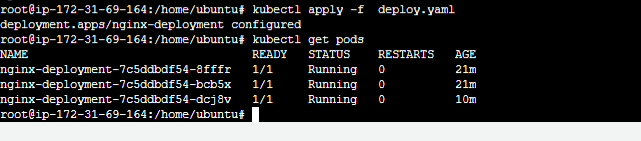 root@ip-172-31-69-164:/home/ubuntu# kubectl apply -f  deploy.yaml
deployment.apps/nginx-deployment configured
root@ip-172-31-69-164:/home/ubuntu# kubectl get pods
NAME                                READY   STATUS    RESTARTS   AGE
nginx-deployment-7c5ddbdf54-8fffr   1/1     Running   0          21m
nginx-deployment-7c5ddbdf54-bcb5x   1/1     Running   0          21m
nginx-deployment-7c5ddbdf54-dcj8v   1/1     Running   0          10m
root@ip-172-31-69-164:/home/ubuntu#